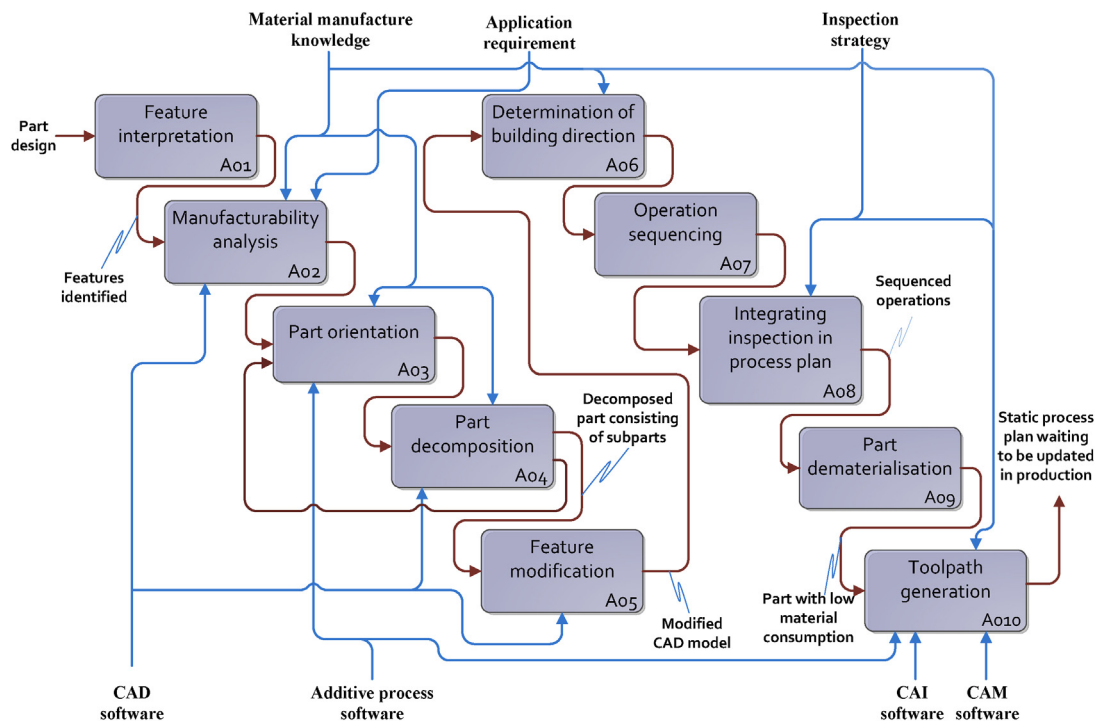 Material manufacture
knowledge
Application
requirement
Inspection
strategy
Part
design
Feature
interpretation
A01
Features
identified
Manufacturability
analysis
A02
Part orientation
A03
Part
decomposition
A04
Decomposed
part consisting
of subparts
Feature
modification
A05
Modified
CAD model
Determination of
building direction
A06
Operation
sequencing
A07
Integrating
inspection in
process plan
A08
Sequenced
operations
Part
dematerialisation
A09
Part with low
material
consumption
Toolpath
generation
A010
Static process
plan waiting
to be updated
in production
CAD
software
Additive process
software
CAI
software
CAM
software